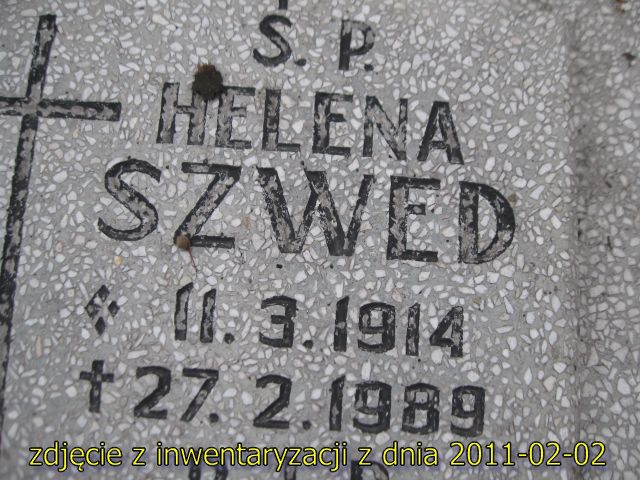 Ś. P.
HELENA
SZWED
11. 3. 1914
✝ 27. 2. 1989
zdjęcie z inwentaryzacji z dnia 2011-02-02